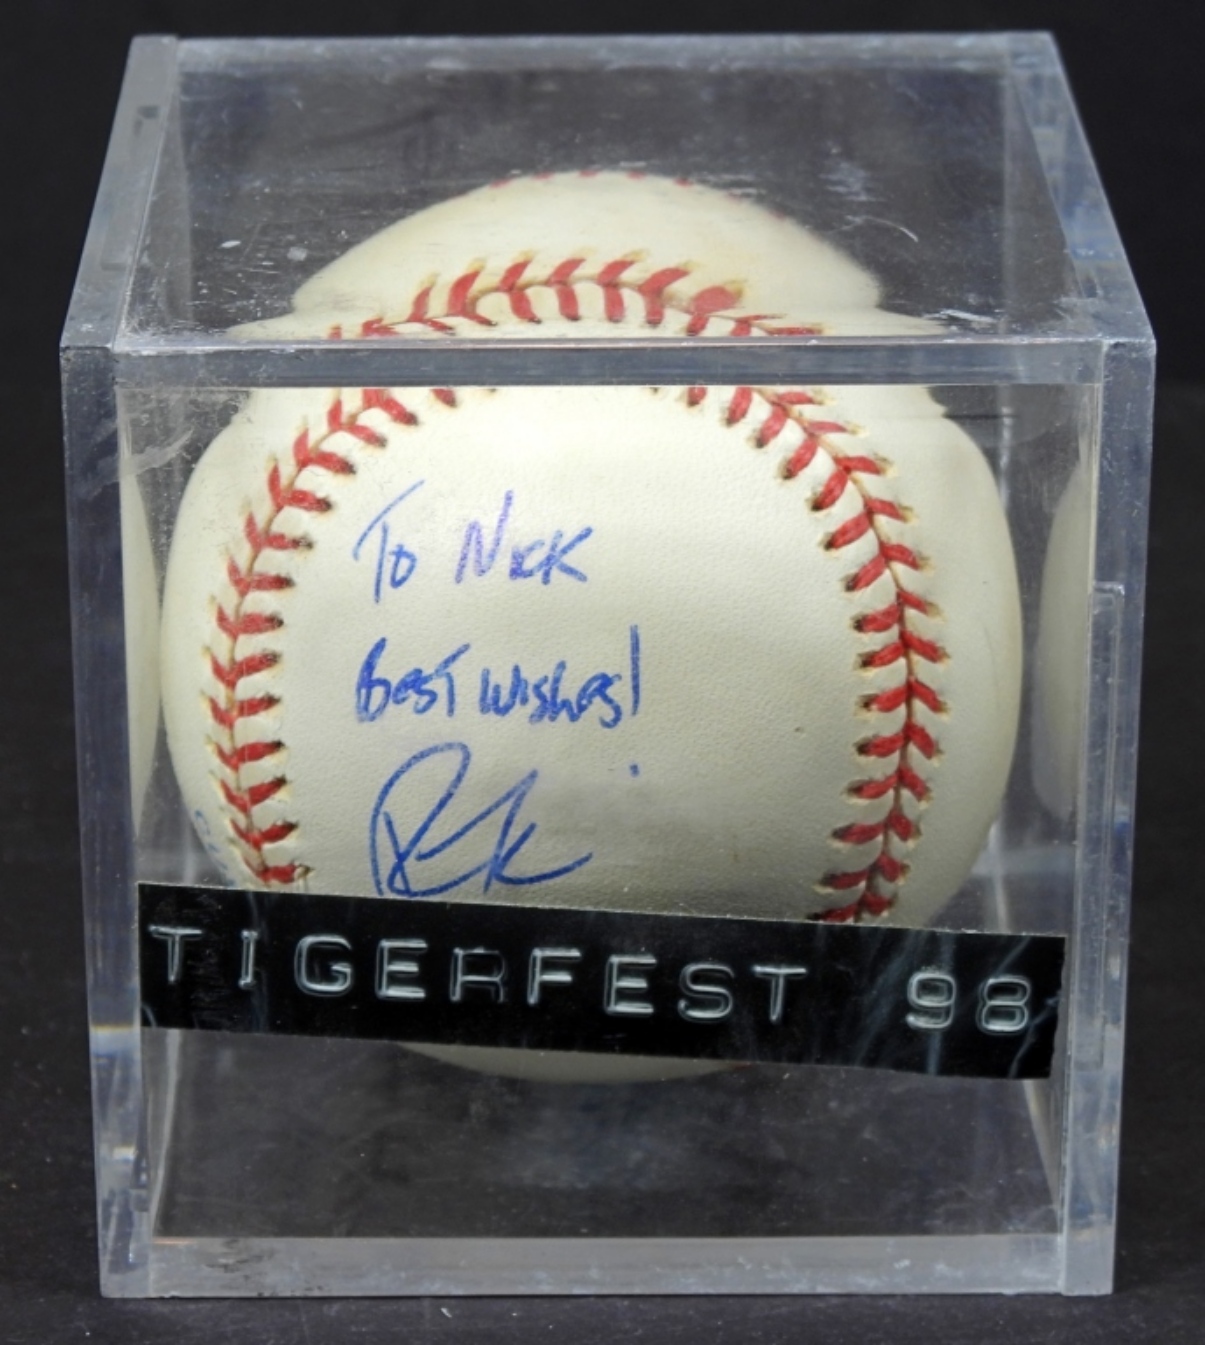 To Nick
Best Wishes!
TIGERFEST 98